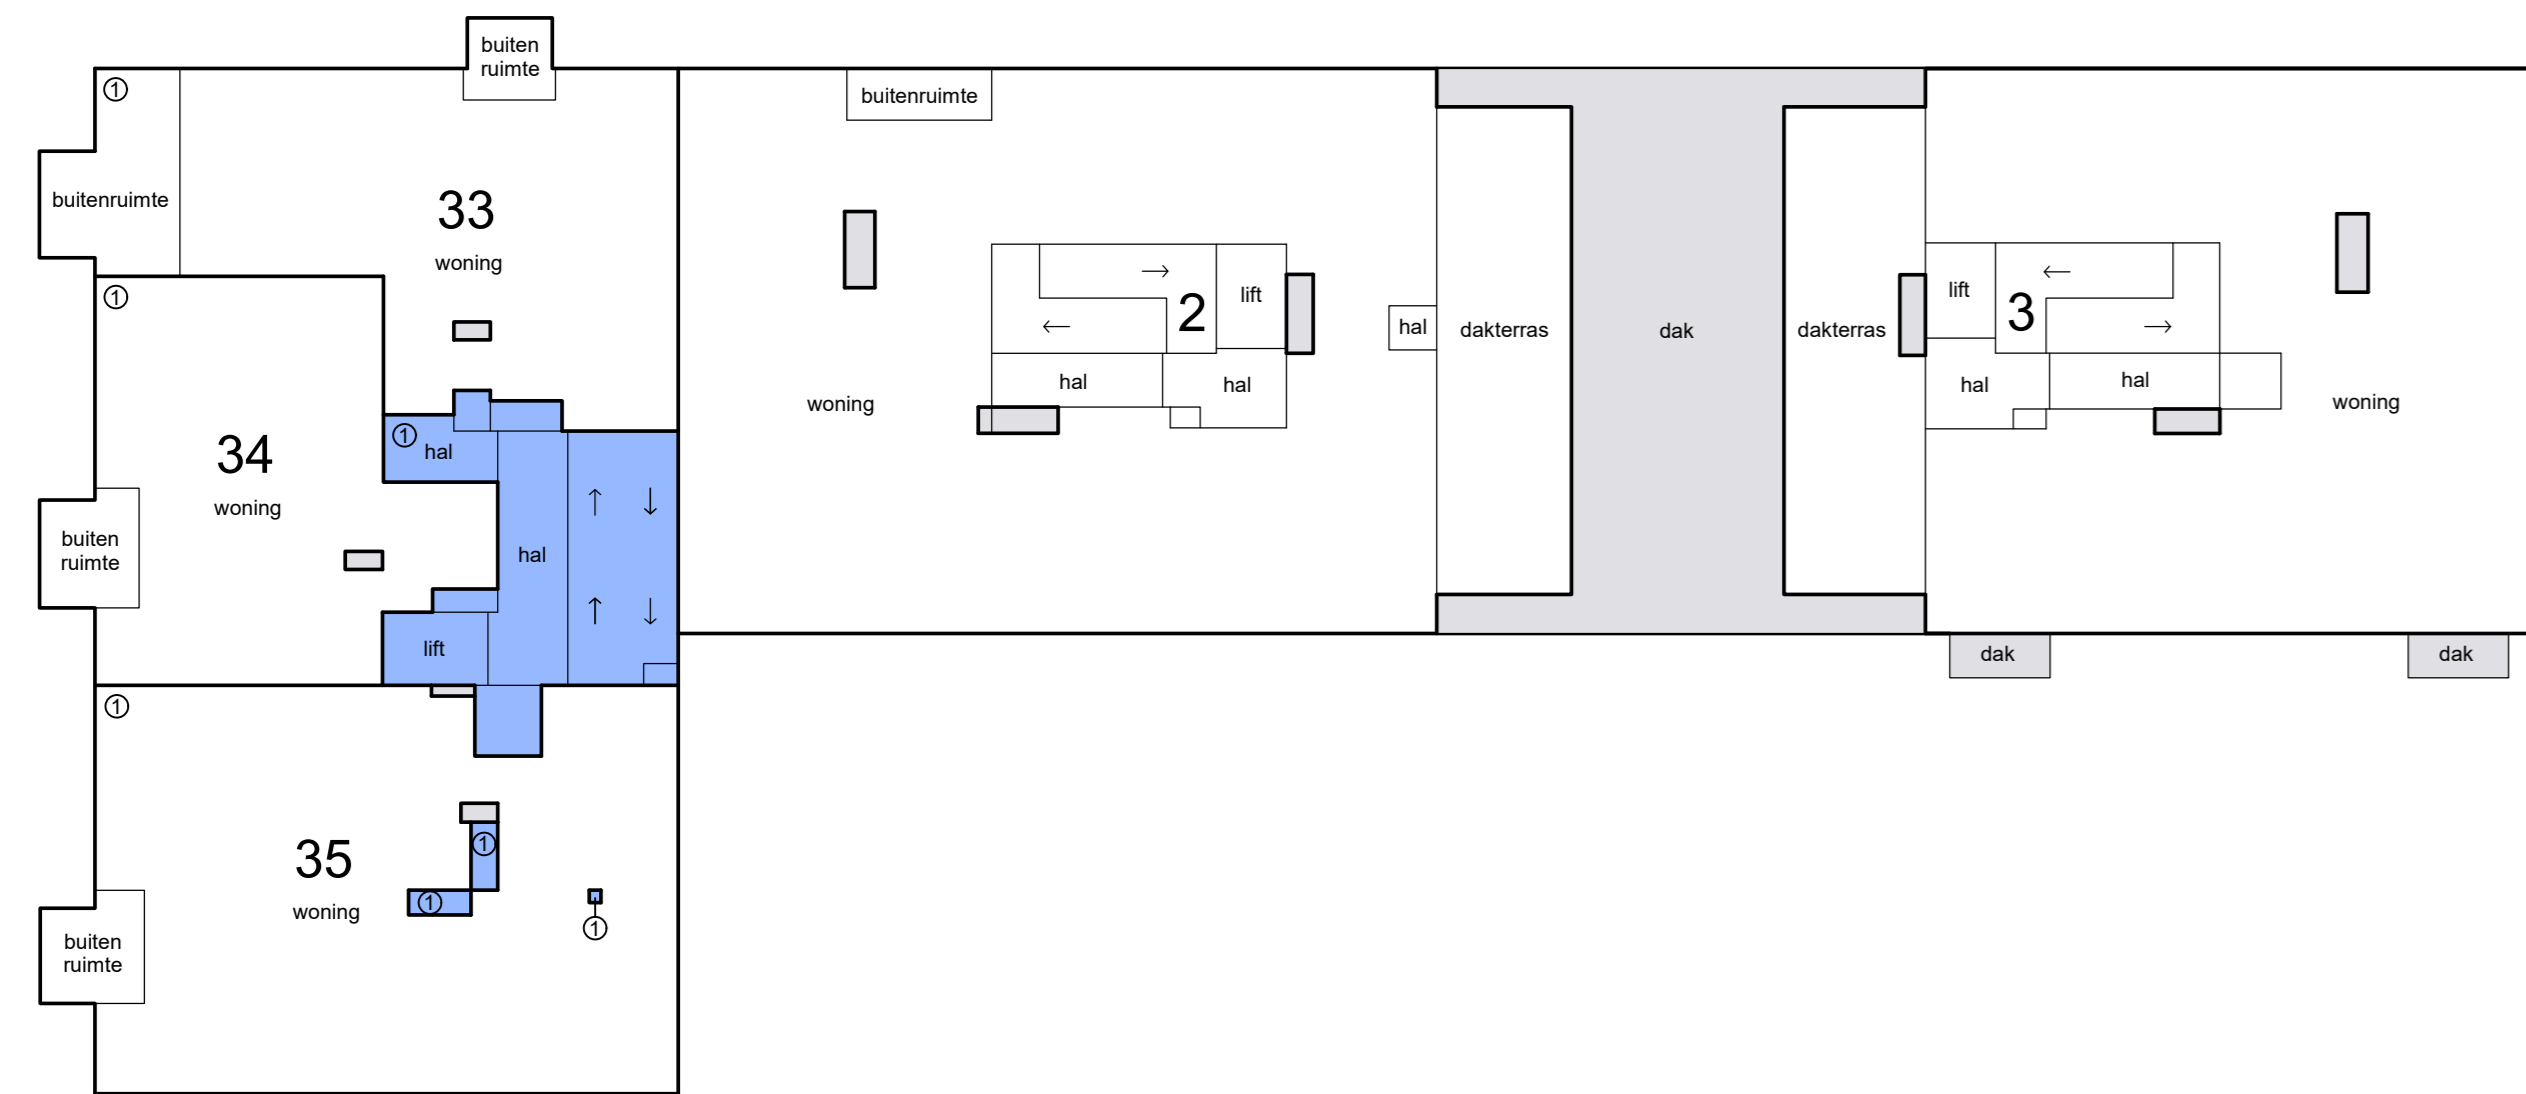 buiten
ruimte
①
buitenruimte
buitenruimte
33
woning
①
2
lift
hal
dakterras
dak
dakterras
lift
3
hal
hal
woning
hal
hal
woning
①
hal
34
woning
buiten
ruimte
hal
lift
dak
dak
①
35
woning
①
①
①
buiten
ruimte